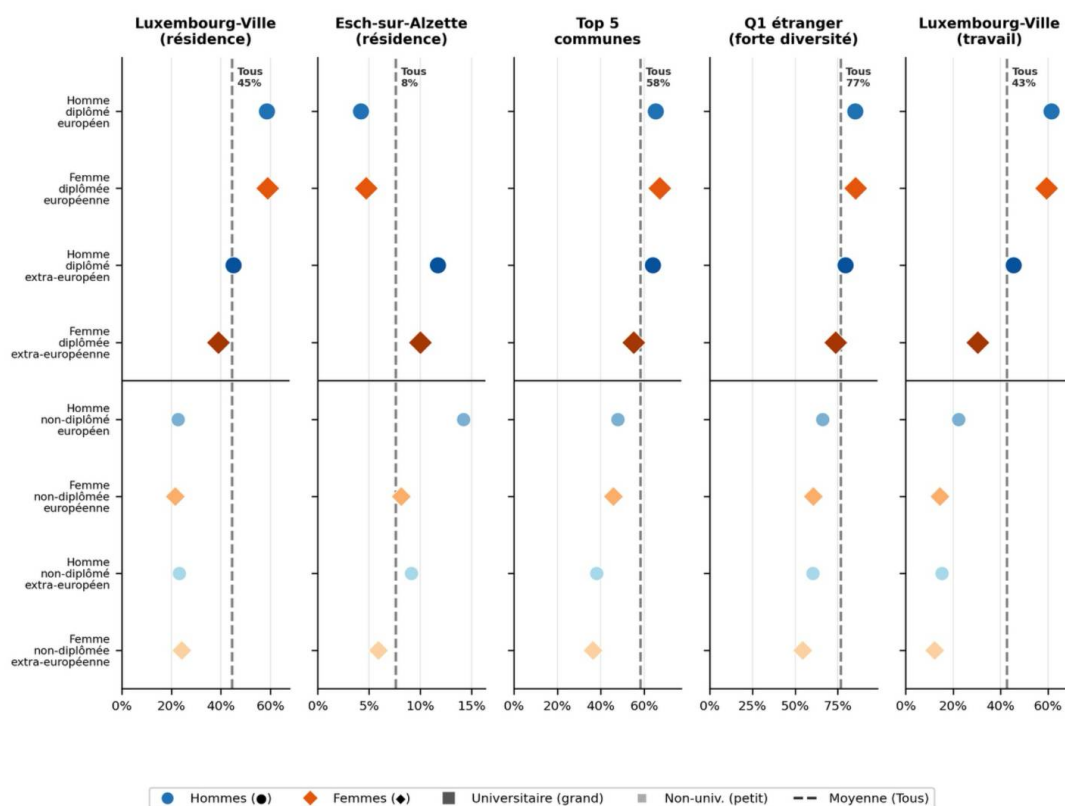 Luxembourg-Ville
(résidence)
Esch-sur-Alzette
(résidence)
Top 5
communes
Q1 étranger
(forte diversité)
Luxembourg-Ville
(travail)
Tous
45%
Tous
8%
Tous
58%
Tous
77%
Tous
43%
Homme
diplômé
européen
Femme
diplômée
européenne
Homme
diplômé
extra-européen
Femme
diplômée
extra-européenne
Homme
non-diplômé
européen
Femme
non-diplômée
européenne
Homme
non-diplômé
extra-européen
Femme
non-diplômée
extra-européenne
0% 20% 40% 60%
0% 5% 10% 15%
0% 20% 40% 60%
0% 25% 50% 75%
0% 20% 40% 60%
Hommes (●) Femmes (◆) Universitaire (grand) Non-univ. (petit) Moyenne (Tous)